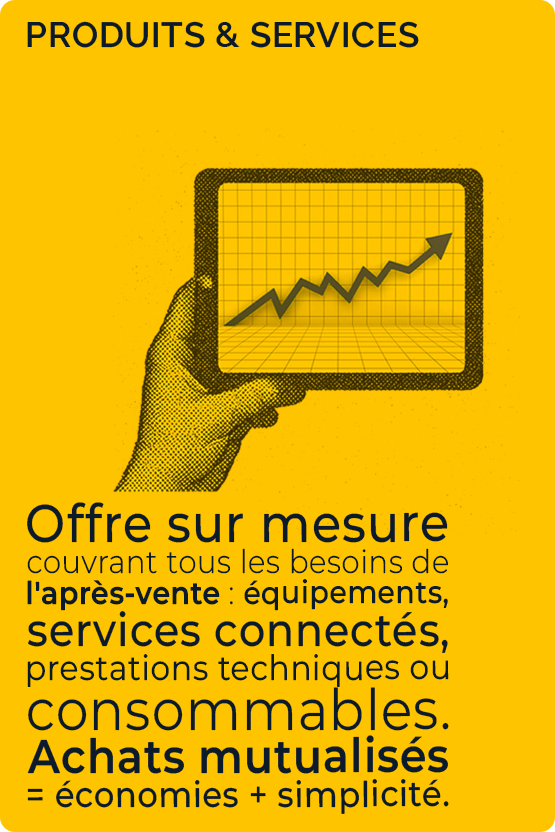 PRODUITS & SERVICES
Offre sur mesure
couvrant tous les besoins de
l'après-vente : équipements,
services connectés,
prestations techniques ou
consommables.
Achats mutualisés
= économies + simplicité.